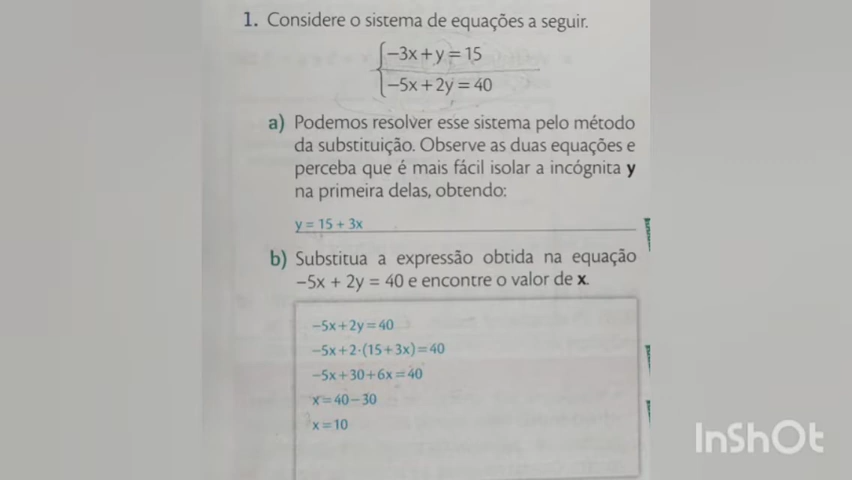 1. Considere o sistema de equações a seguir.
−3x + y = 15
−5x + 2y = 40
a) Podemos resolver esse sistema pelo método
da substituição. Observe as duas equações e
perceba que é mais fácil isolar a incógnita y
na primeira delas, obtendo:
y = 15 + 3x
b) Substitua a expressão obtida na equação
−5x + 2y = 40 e encontre o valor de x.
−5x + 2y = 40
−5x + 2·(15 + 3x) = 40
−5x + 30 + 6x = 40
x = 40 − 30
x = 10
InShOt